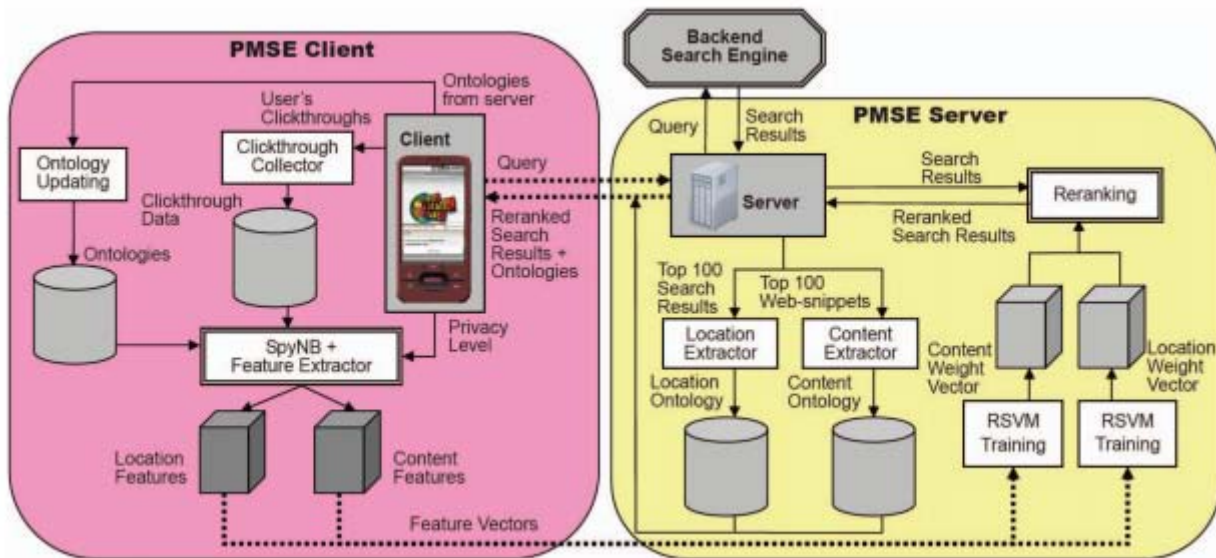 PMSE Client
Ontologies
from server
User's
Clickthroughs
Client
Clickthrough
Collector
Ontology
Updating
Clickthrough
Data
Ontologies
Query
Reranked
Search
Results +
Ontologies
Privacy
Level
SpyNB +
Feature Extractor
Location
Features
Content
Features
Feature Vectors
Backend
Search Engine
Query
Search
Results
PMSE Server
Server
Search
Results
Reranked
Search Results
Reranking
Top 100
Search
Results
Top 100
Web-snippets
Location
Extractor
Content
Extractor
Content
Weight
Vector
Location
Weight
Vector
Location
Ontology
Content
Ontology
RSVM
Training
RSVM
Training